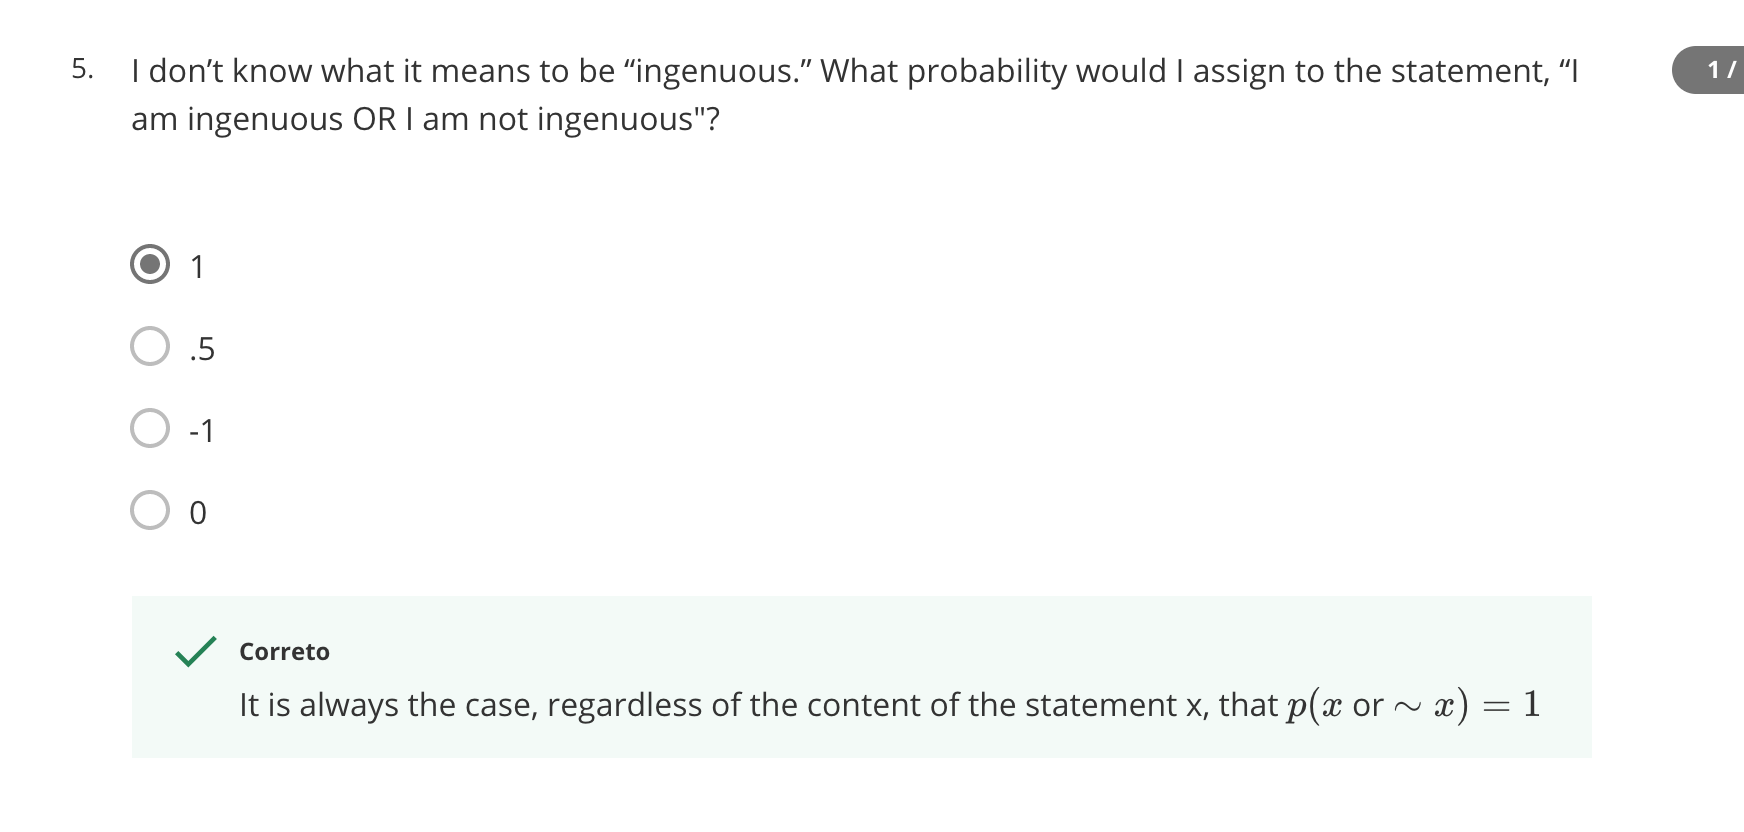 5. I don’t know what it means to be “ingenuous.” What probability would I assign to the statement, “I
1 /
am ingenuous OR I am not ingenuous"?
1
.5
-1
0
Correto
It is always the case, regardless of the content of the statement x, that p(x or ∼ x) = 1